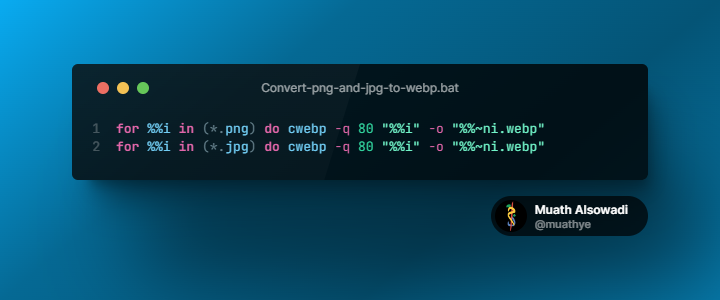 Convert-png-and-jpg-to-webp.bat
1 for %%i in (*.png) do cwebp -q 80 "%%i" -o "%%~ni.webp"
2 for %%i in (*.jpg) do cwebp -q 80 "%%i" -o "%%~ni.webp"
Muath Alsowadi
@muathye